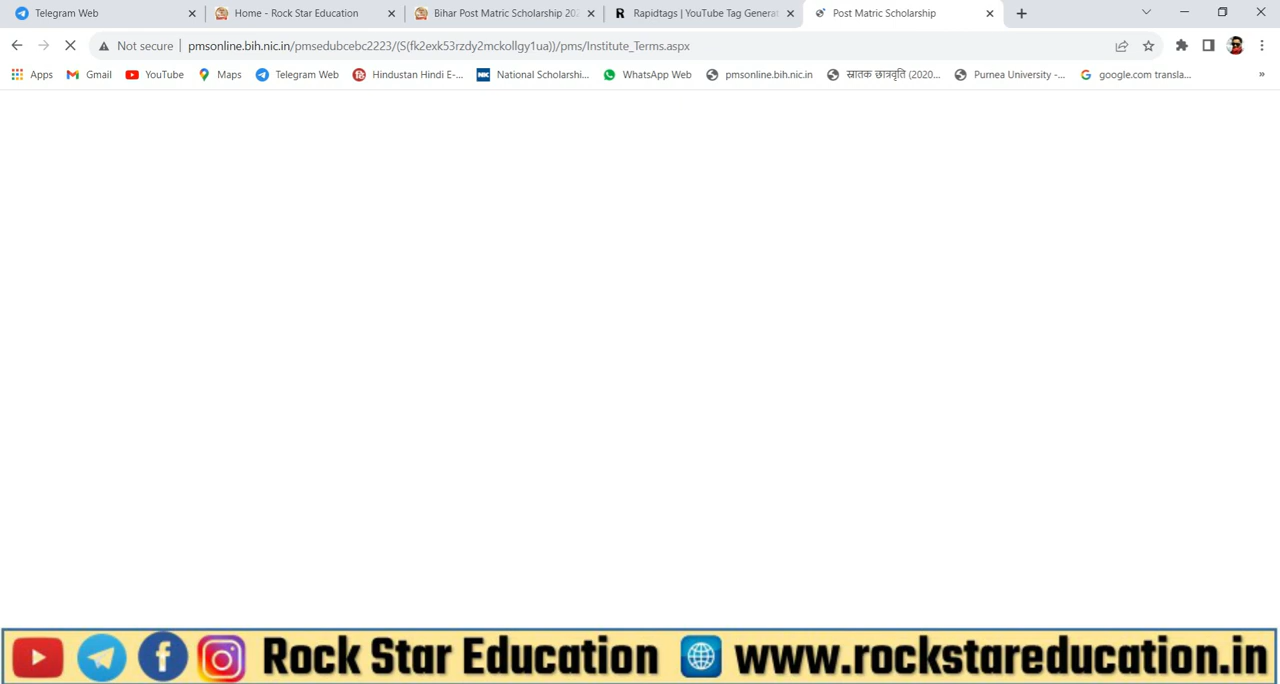 Telegram Web
Home - Rock Star Education
Bihar Post Matric Scholarship 202
Rapidtags | YouTube Tag Generat
Post Matric Scholarship
Not secure
pmsonline.bih.nic.in/pmsedubcebc2223/(S(fk2exk53rzdy2mckollgy1ua))/pms/Institute_Terms.aspx
Apps
Gmail
YouTube
Maps
Telegram Web
Hindustan Hindi E-...
National Scholarshi...
WhatsApp Web
pmsonline.bih.nic.in
स्नातक छात्रवृति (2020...
Purnea University -...
google.com transla...
»
Rock Star Education
www.rockstareducation.in